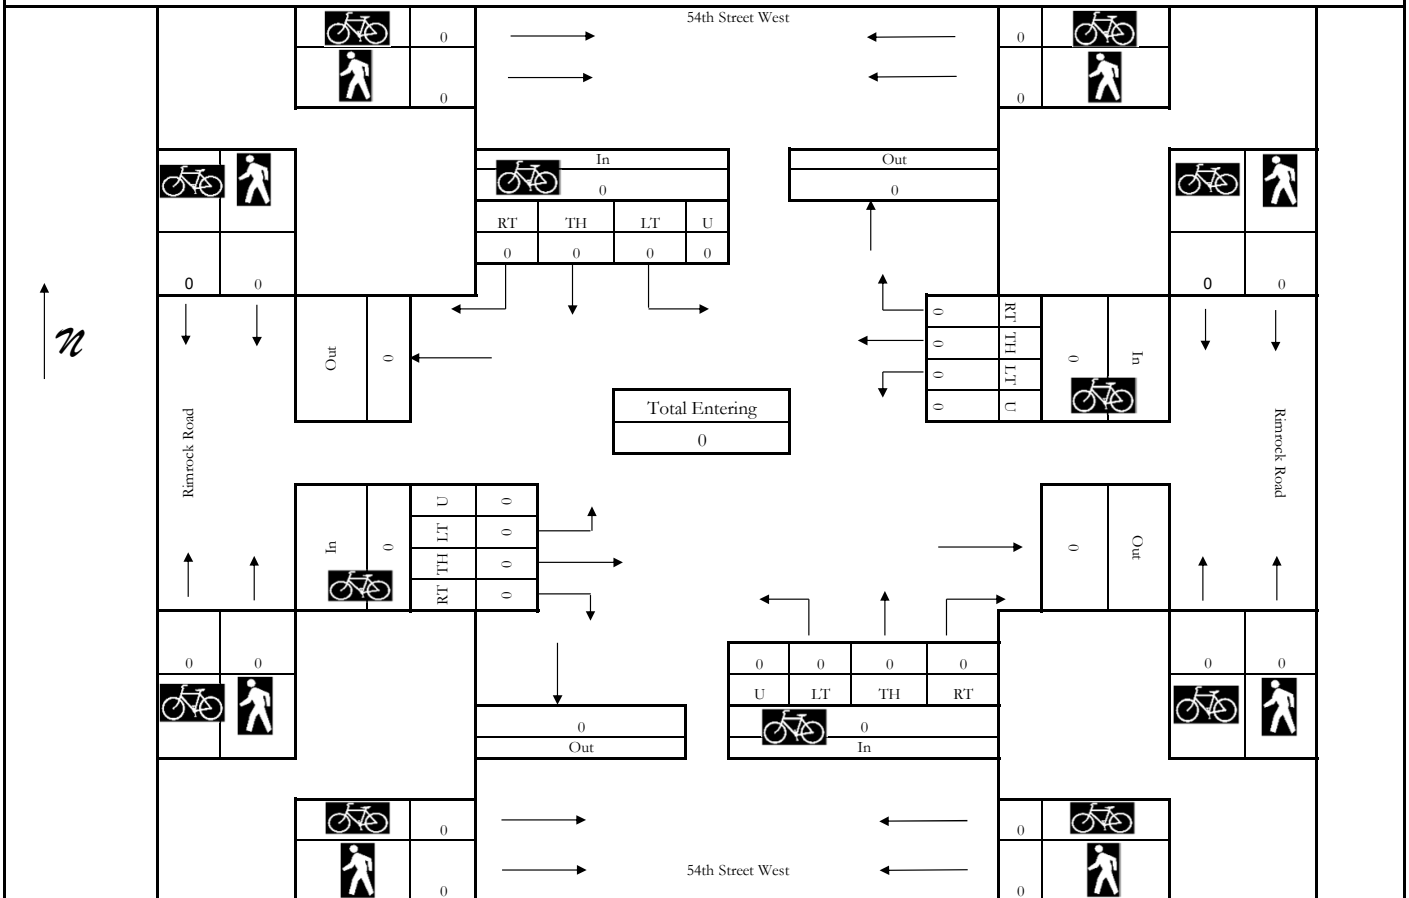 54th Street West
0 0
0 0
In Out
0 0
RT TH LT U
0 0 0 0
0 0 0 0
N
Out 0
0 RT
0 TH
0 LT
0 U
0 In
Total Entering
0
Rimrock Road
Rimrock Road
In 0
U 0
LT 0
TH 0
RT 0
0 Out
0 0 0 0
0 0 0 0
U LT TH RT
0 0
Out In
0 0
54th Street West
0 0